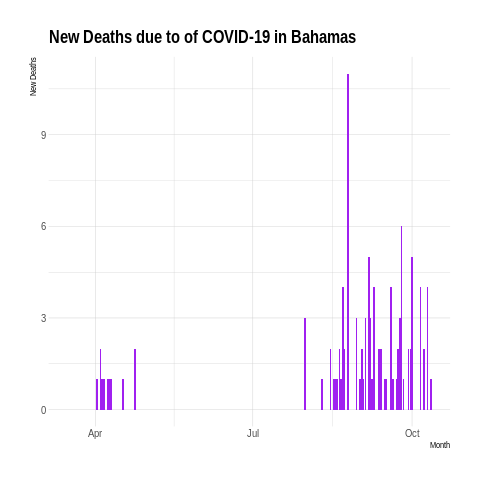 New Deaths due to of COVID-19 in Bahamas
New Deaths
9
6
3
0
Apr
Jul
Oct
Month